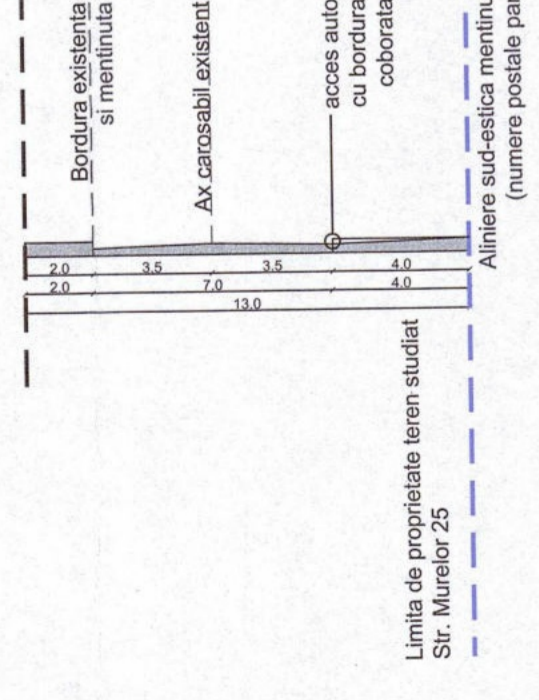 Bordura existenta
si mentinuta
Ax carosabil existent
acces auto
cu bordura
coborata
Aliniere sud-estica mentinu
(numere postale par
2.0
3.5
3.5
4.0
2.0
7.0
4.0
13.0
Limita de proprietate teren studiat
Str. Murelor 25